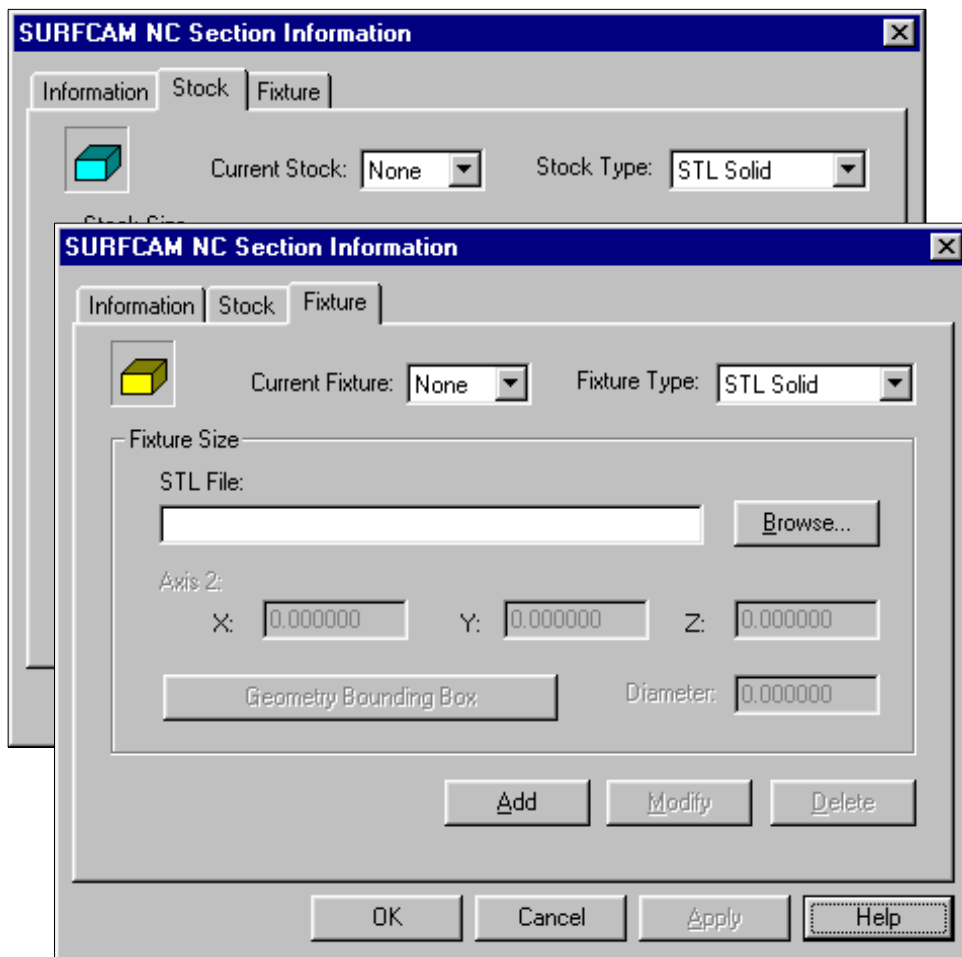 SURFCAM NC Section Information
Information Stock Fixture
Current Stock: None Stock Type: STL Solid
Stock Size
SURFCAM NC Section Information
Information Stock Fixture
Current Fixture: None Fixture Type: STL Solid
Fixture Size
STL File:
Browse...
Axis 2:
X: 0.000000 Y: 0.000000 Z: 0.000000
Geometry Bounding Box Diameter: 0.000000
Add Modify Delete
OK Cancel Apply Help